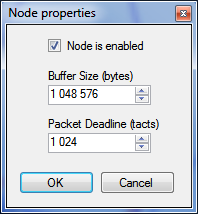 Node properties
Node is enabled
Buffer Size (bytes)
1 048 576
Packet Deadline (tacts)
1 024
OK
Cancel